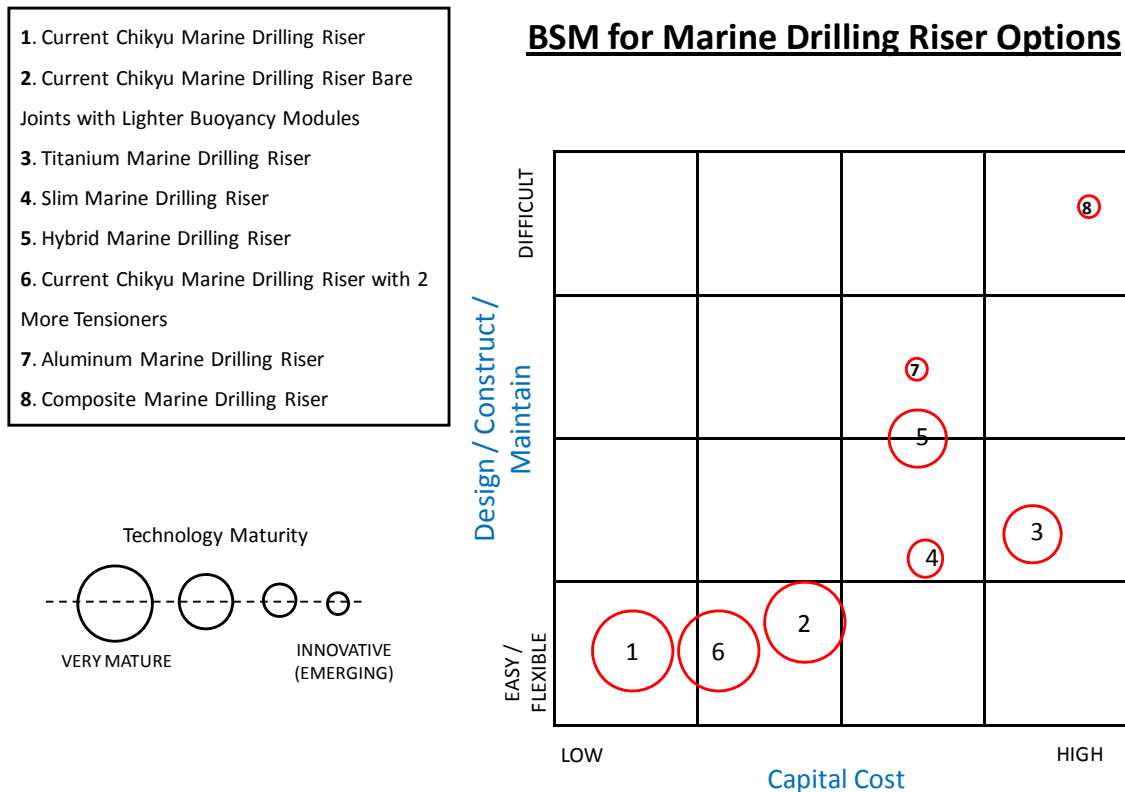 BSM for Marine Drilling Riser Options
1. Current Chikyu Marine Drilling Riser
2. Current Chikyu Marine Drilling Riser Bare
Joints with Lighter Buoyancy Modules
3. Titanium Marine Drilling Riser
4. Slim Marine Drilling Riser
5. Hybrid Marine Drilling Riser
6. Current Chikyu Marine Drilling Riser with 2
More Tensioners
7. Aluminum Marine Drilling Riser
8. Composite Marine Drilling Riser
Technology Maturity
VERY MATURE
INNOVATIVE
(EMERGING)
Design / Construct /
Maintain
DIFFICULT
EASY /
FLEXIBLE
8
7
5
3
4
2
1
6
LOW
HIGH
Capital Cost